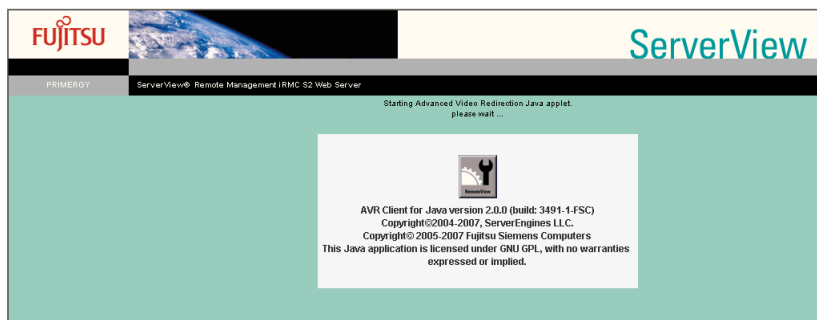 FUJITSU
ServerView
PRIMERGY
ServerView® Remote Management iRMC S2 Web Server
Starting Advanced Video Redirection Java applet.
please wait ...
RemoteView
AVR Client for Java version 2.0.0 (build: 3491-1-FSC)
Copyright©2004-2007, ServerEngines LLC.
Copyright© 2005-2007 Fujitsu Siemens Computers
This Java application is licensed under GNU GPL, with no warranties
expressed or implied.